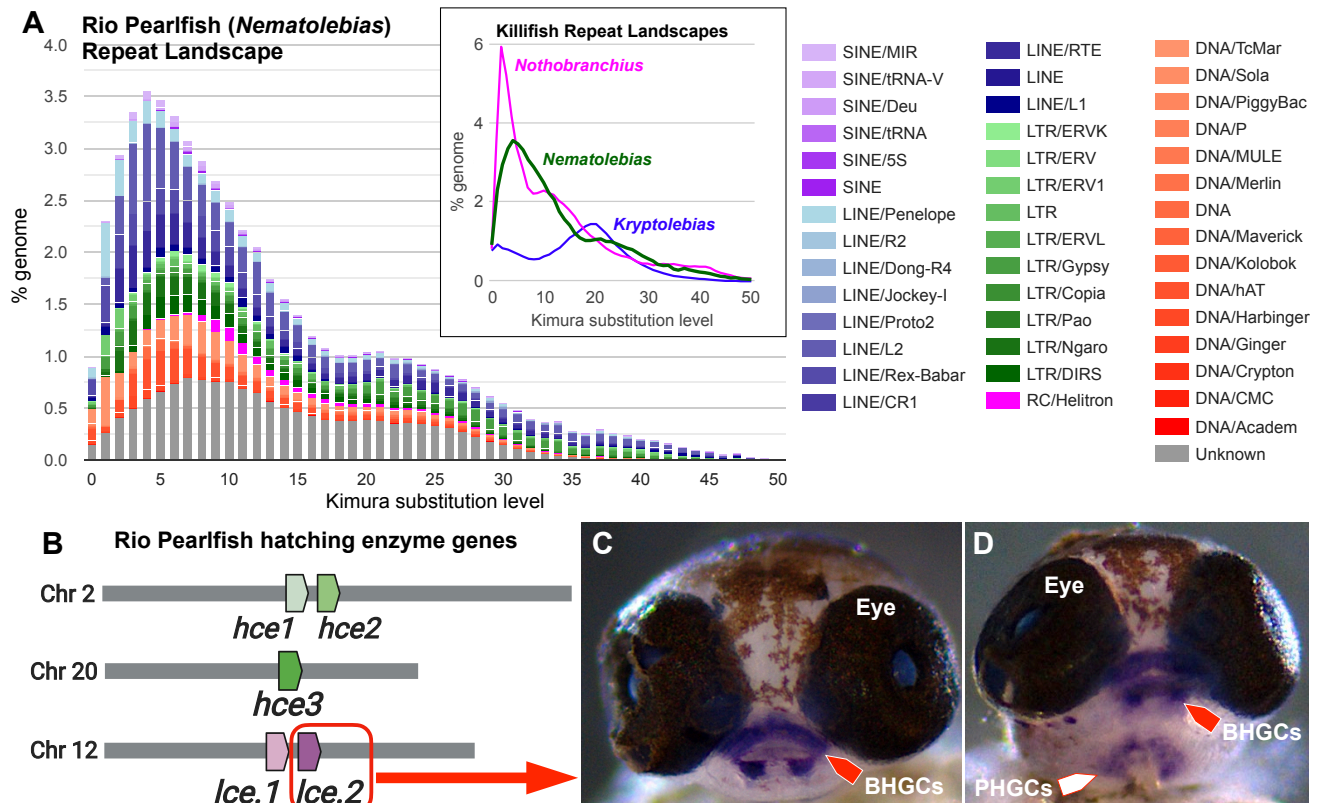 A
Rio Pearlfish (Nematolebias)
Repeat Landscape
% genome
4.0
3.5
3.0
2.5
2.0
1.5
1.0
0.5
0.0
0 5 10 15 20 25 30 35 40 45 50
Kimura substitution level
Killifish Repeat Landscapes
% genome
6
4
2
0
Nothobranchius
Nematolebias
Kryptolebias
0 10 20 30 40 50
Kimura substitution level
SINE/MIR
SINE/tRNA-V
SINE/Deu
SINE/tRNA
SINE/5S
SINE
LINE/Penelope
LINE/R2
LINE/Dong-R4
LINE/Jockey-I
LINE/Proto2
LINE/L2
LINE/Rex-Babar
LINE/CR1
LINE/RTE
LINE
LINE/L1
LTR/ERVK
LTR/ERV
LTR/ERV1
LTR
LTR/ERVL
LTR/Gypsy
LTR/Copia
LTR/Pao
LTR/Ngaro
LTR/DIRS
RC/Helitron
DNA/TcMar
DNA/Sola
DNA/PiggyBac
DNA/P
DNA/MULE
DNA/Merlin
DNA
DNA/Maverick
DNA/Kolobok
DNA/hAT
DNA/Harbinger
DNA/Ginger
DNA/Crypton
DNA/CMC
DNA/Academ
Unknown
B
Rio Pearlfish hatching enzyme genes
Chr 2
hce1 hce2
Chr 20
hce3
Chr 12
lce.1 lce.2
C
Eye
BHGCs
D
Eye
BHGCs
PHGCs